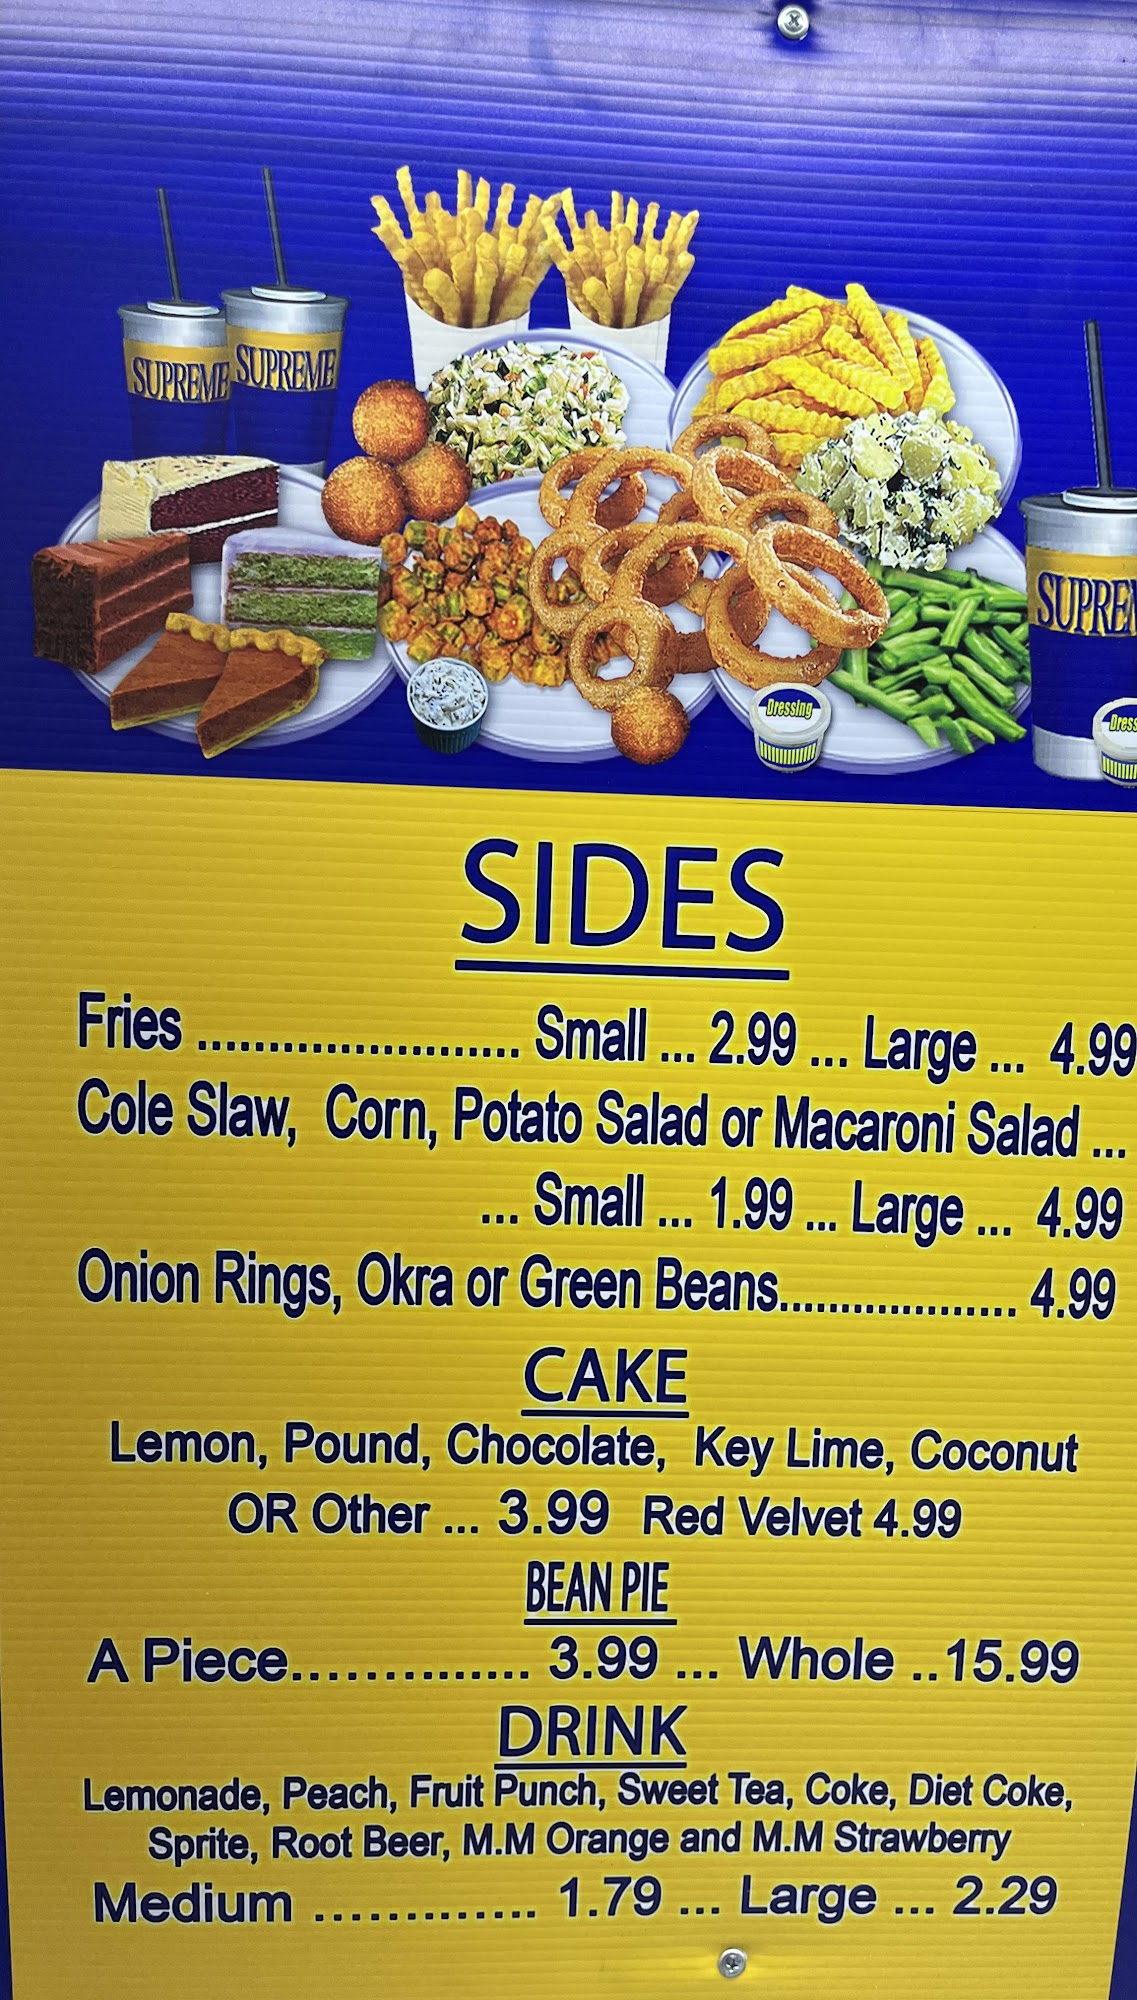 SUPREME
SUPREME
SUPREM
Dressing
Dress
SIDES
Fries ....................... Small ... 2.99 ... Large ... 4.99
Cole Slaw, Corn, Potato Salad or Macaroni Salad ...
... Small ... 1.99 ... Large ... 4.99
Onion Rings, Okra or Green Beans................... 4.99
CAKE
Lemon, Pound, Chocolate, Key Lime, Coconut
OR Other ... 3.99 Red Velvet 4.99
BEAN PIE
A Piece.............. 3.99 ... Whole ..15.99
DRINK
Lemonade, Peach, Fruit Punch, Sweet Tea, Coke, Diet Coke,
Sprite, Root Beer, M.M Orange and M.M Strawberry
Medium ............. 1.79 ... Large ... 2.29